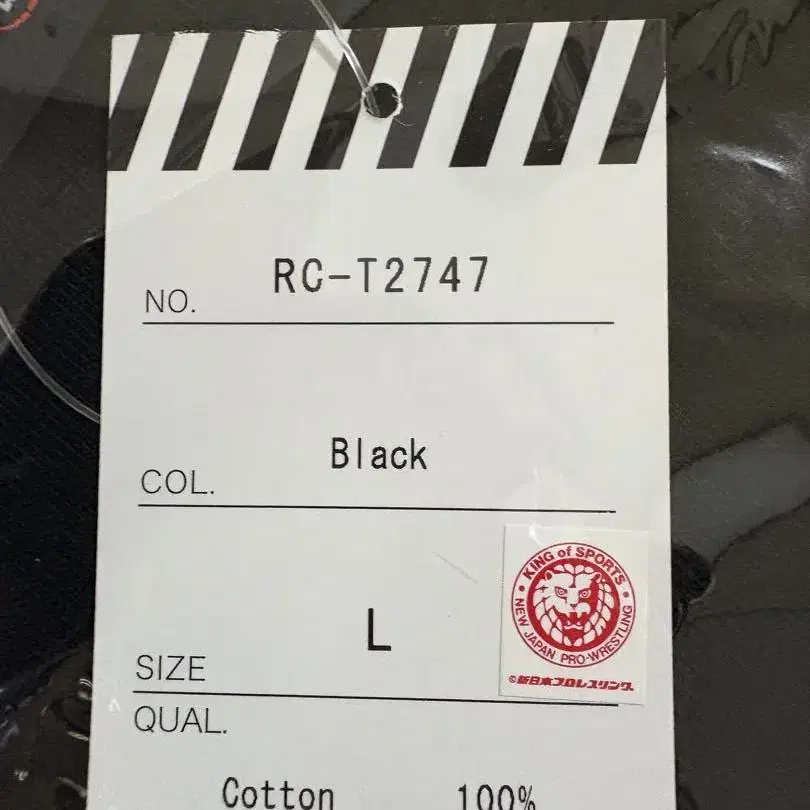 NO. RC-T2747
COL. Black
SIZE L
KING of SPORTS
NEW JAPAN PRO-WRESTLING
©新日本プロレスリング
QUAL.
Cotton 100%